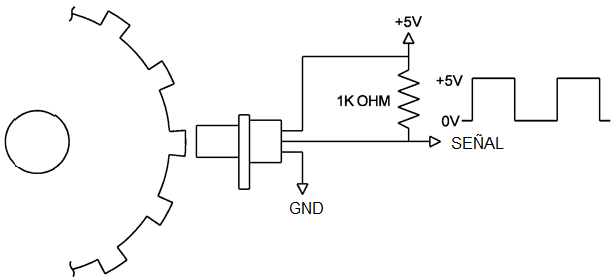 +5V
1K OHM
+5V
0V
SEÑAL
GND